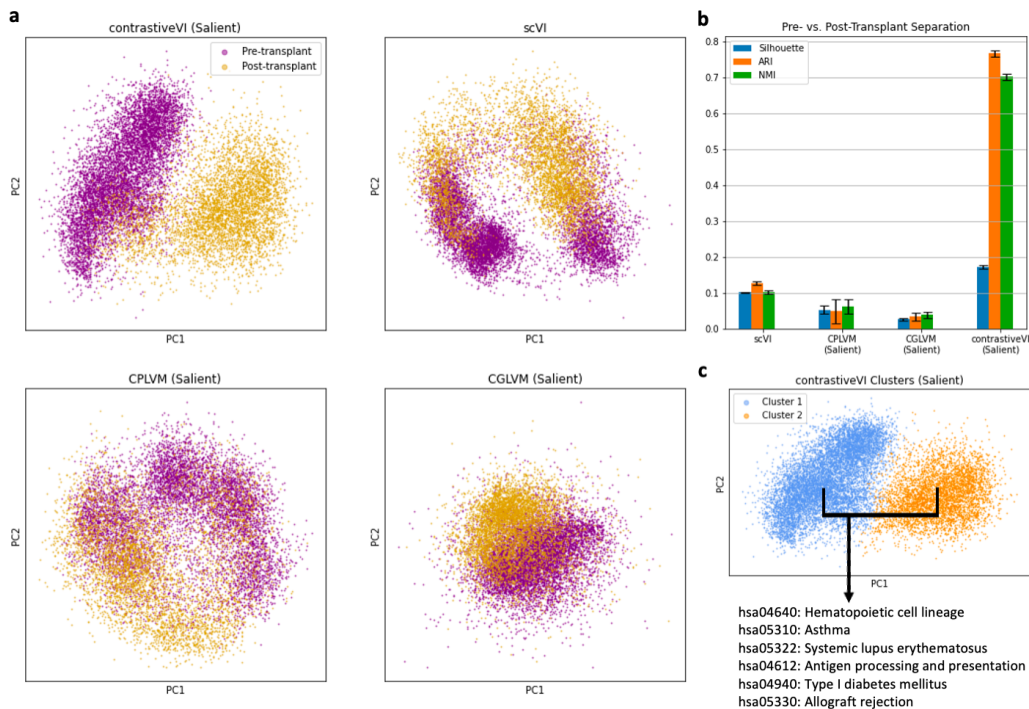 a
contrastiveVI (Salient)
Pre-transplant
Post-transplant
PC2
PC1
scVI
PC2
PC1
CPLVM (Salient)
PC2
PC1
CGLVM (Salient)
PC2
PC1
b
Pre- vs. Post-Transplant Separation
Silhouette
ARI
NMI
0.8
0.7
0.6
0.5
0.4
0.3
0.2
0.1
0.0
scVI
CPLVM
(Salient)
CGLVM
(Salient)
contrastiveVI
(Salient)
c
contrastiveVI Clusters (Salient)
Cluster 1
Cluster 2
PC2
PC1
hsa04640: Hematopoietic cell lineage
hsa05310: Asthma
hsa05322: Systemic lupus erythematosus
hsa04612: Antigen processing and presentation
hsa04940: Type I diabetes mellitus
hsa05330: Allograft rejection